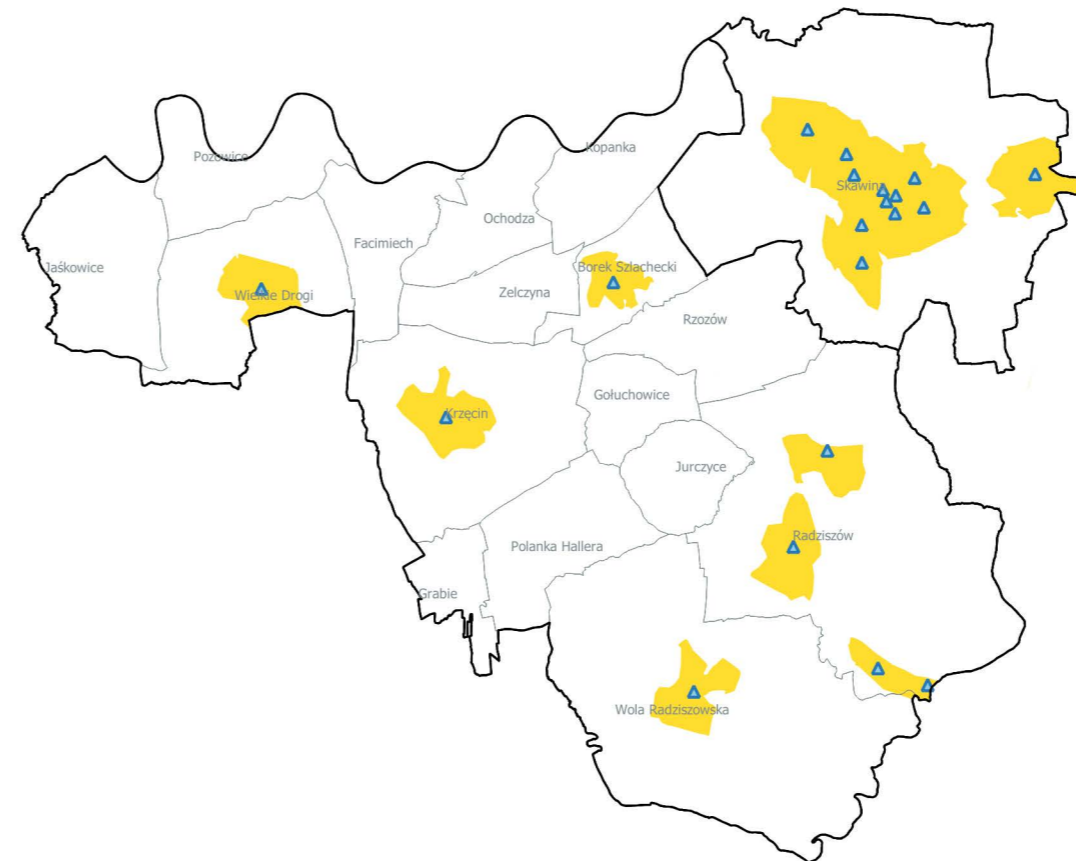 Kopanka
Pozowice
Skawina
Ochodza
Facimiech
Jaśkowice
Borek Szlachecki
Zelczyna
Wielkie Drogi
Rzozów
Gołuchowice
Krzęcin
Jurczyce
Radziszów
Polanka Hallera
Grabie
Wola Radziszowska